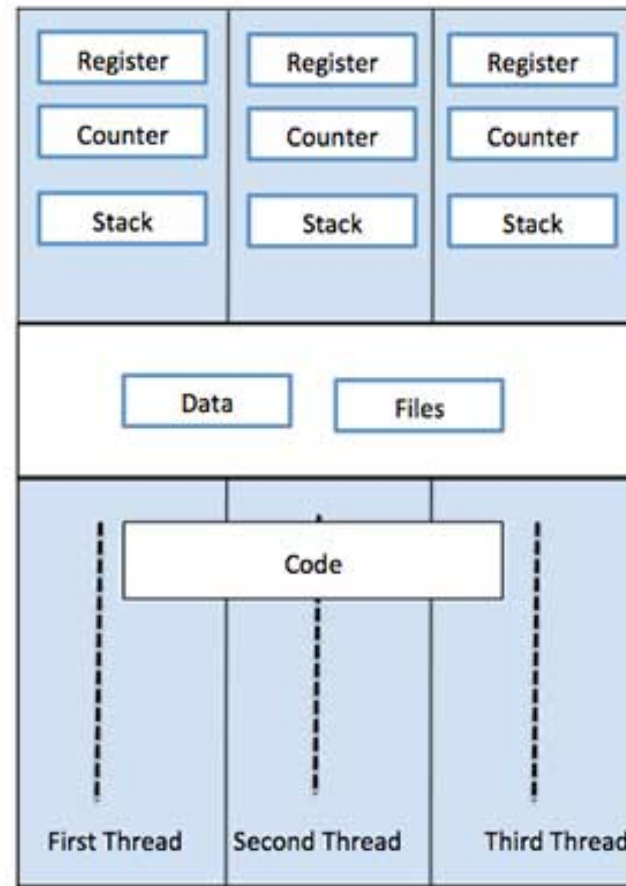 Register Register Register
Counter Counter Counter
Stack Stack Stack
Data Files
Code
First Thread Second Thread Third Thread